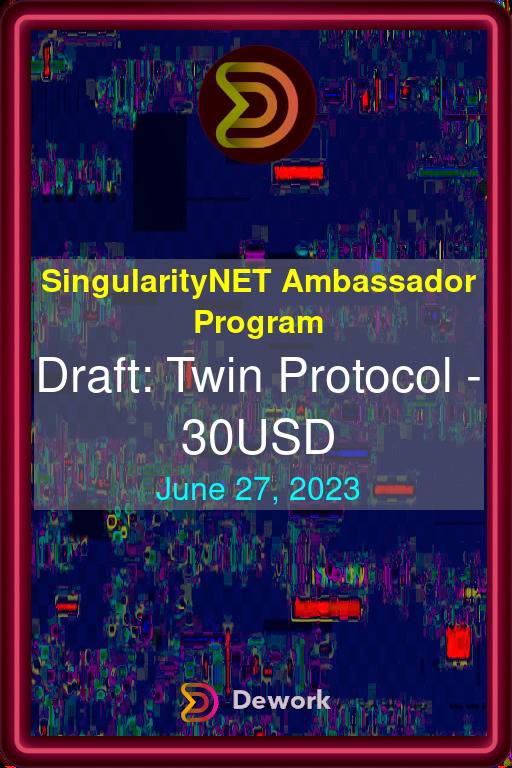 SingularityNET Ambassador
Program
Draft: Twin Protocol -
30USD
June 27, 2023
Dework